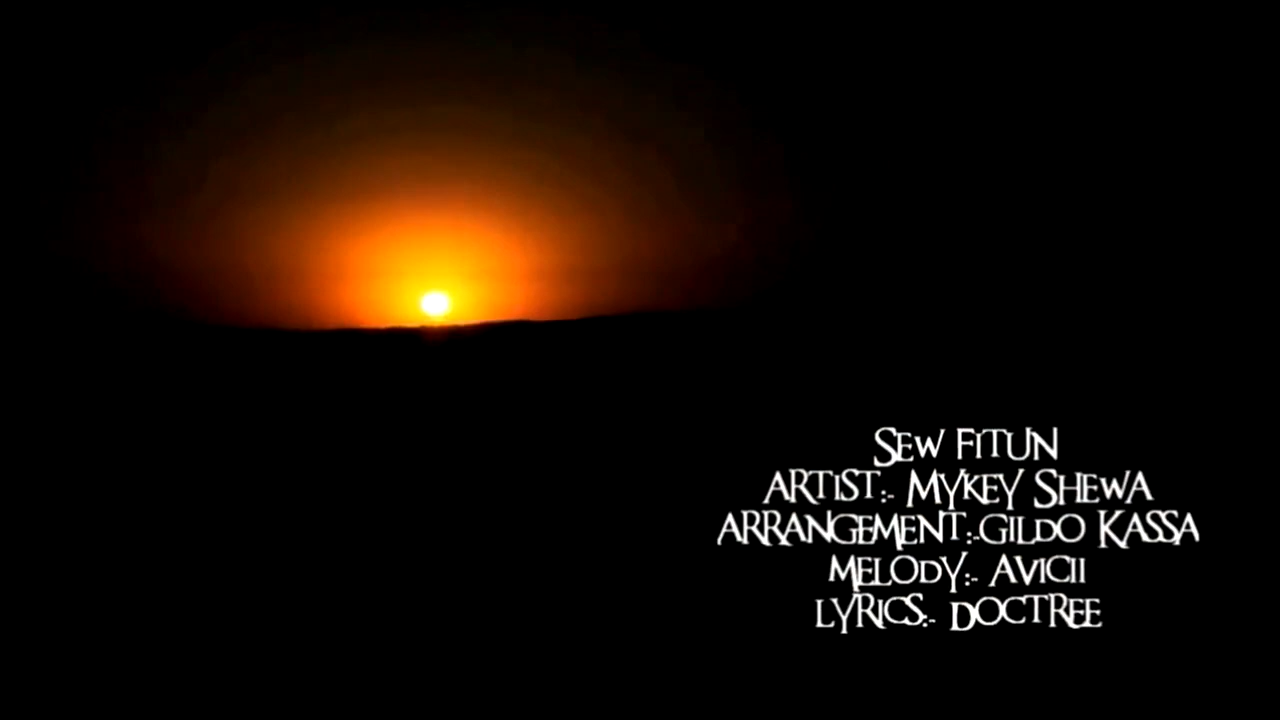 Sew Fitun
Artist:- Mykey Shewa
Arrangement:-Gildo Kassa
Melody:- Avicii
Lyrics:- Doctree